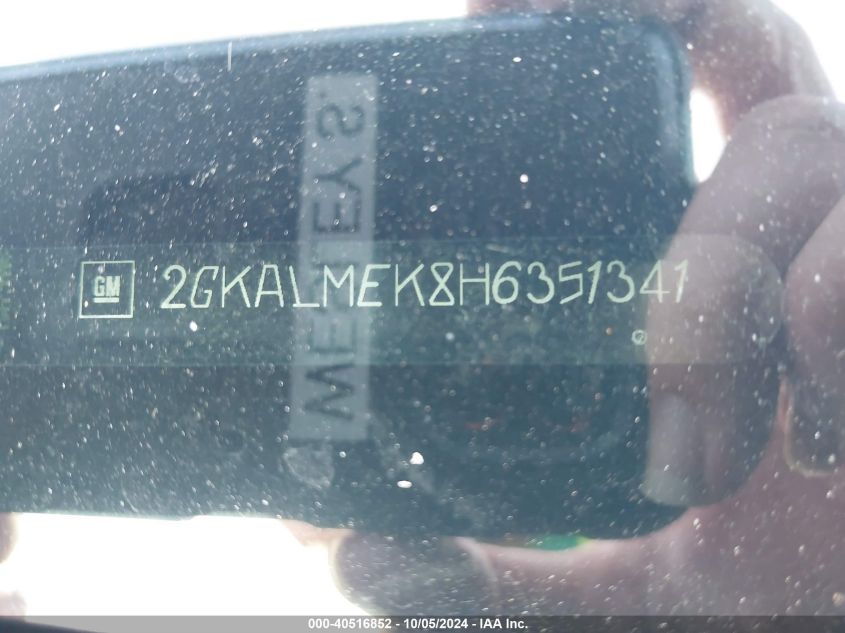 GM 2GKALMEK8H6351341
000-40516852 - 10/05/2024 - IAA Inc.